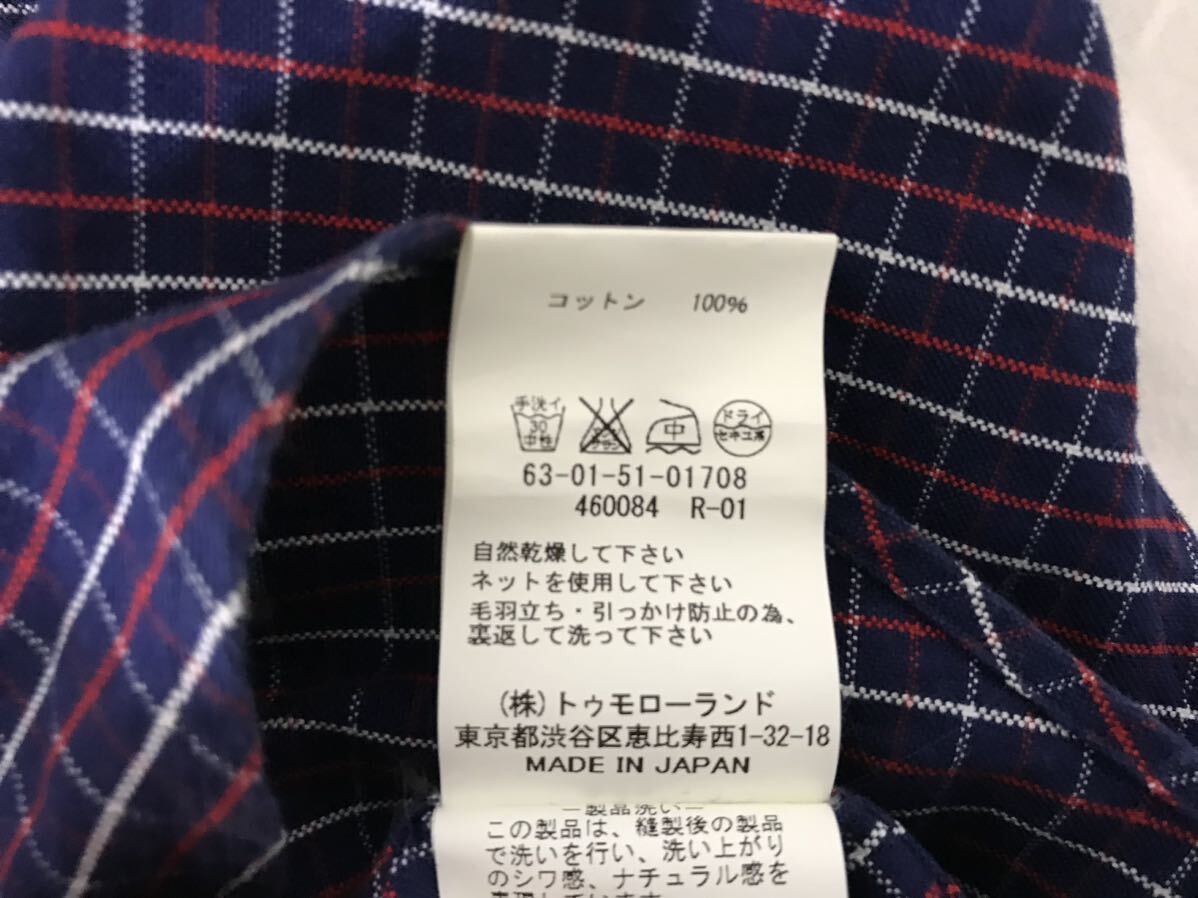 コットン 100%
手洗イ
30
中性
中
ドライ
セキユ系
63-01-51-01708
460084 R-01
自然乾燥して下さい
ネットを使用して下さい
毛羽立ち・引っかけ防止の為、
裏返して洗って下さい
(株)トゥモローランド
東京都渋谷区恵比寿西1-32-18
MADE IN JAPAN
=製品洗い=
この製品は、縫製後の製品
で洗いを行い、洗い上がり
のシワ感、ナチュラル感を